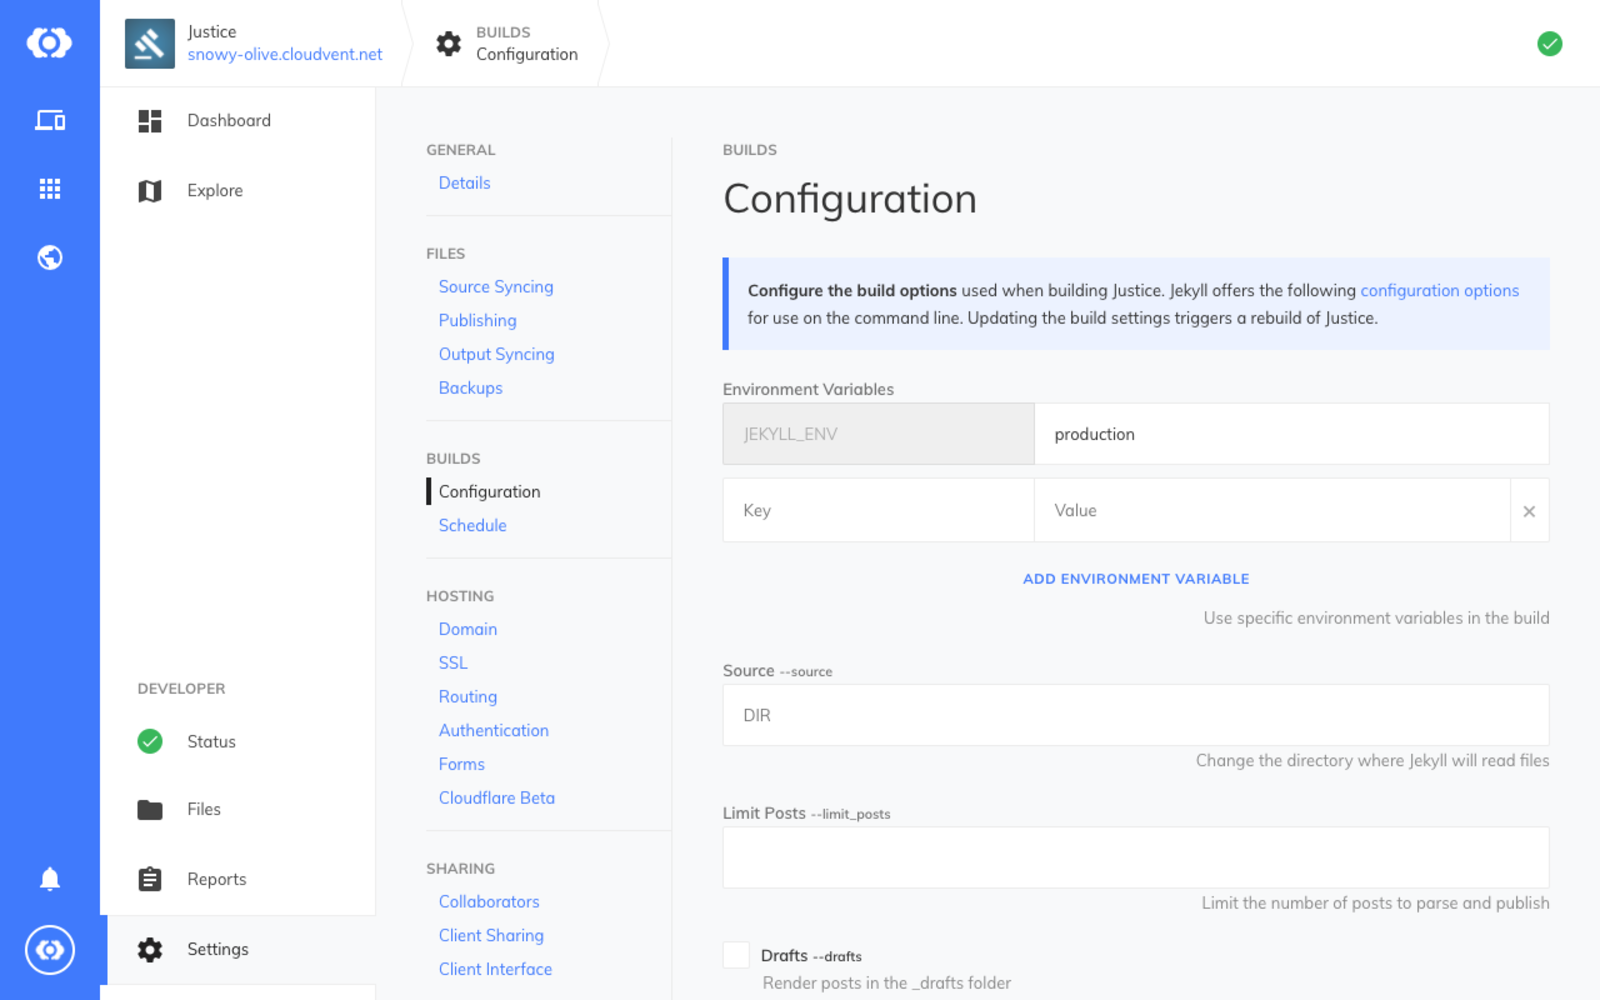 Justice
snowy-olive.cloudvent.net
BUILDS
Configuration
Dashboard
Explore
DEVELOPER
Status
Files
Reports
Settings
GENERAL
Details
FILES
Source Syncing
Publishing
Output Syncing
Backups
BUILDS
Configuration
Schedule
HOSTING
Domain
SSL
Routing
Authentication
Forms
Cloudflare Beta
SHARING
Collaborators
Client Sharing
Client Interface
BUILDS
Configuration
Configure the build options used when building Justice. Jekyll offers the following configuration options
for use on the command line. Updating the build settings triggers a rebuild of Justice.
Environment Variables
JEKYLL_ENV production
Key Value ×
ADD ENVIRONMENT VARIABLE
Use specific environment variables in the build
Source --source
DIR
Change the directory where Jekyll will read files
Limit Posts --limit_posts
Limit the number of posts to parse and publish
Drafts --drafts
Render posts in the _drafts folder